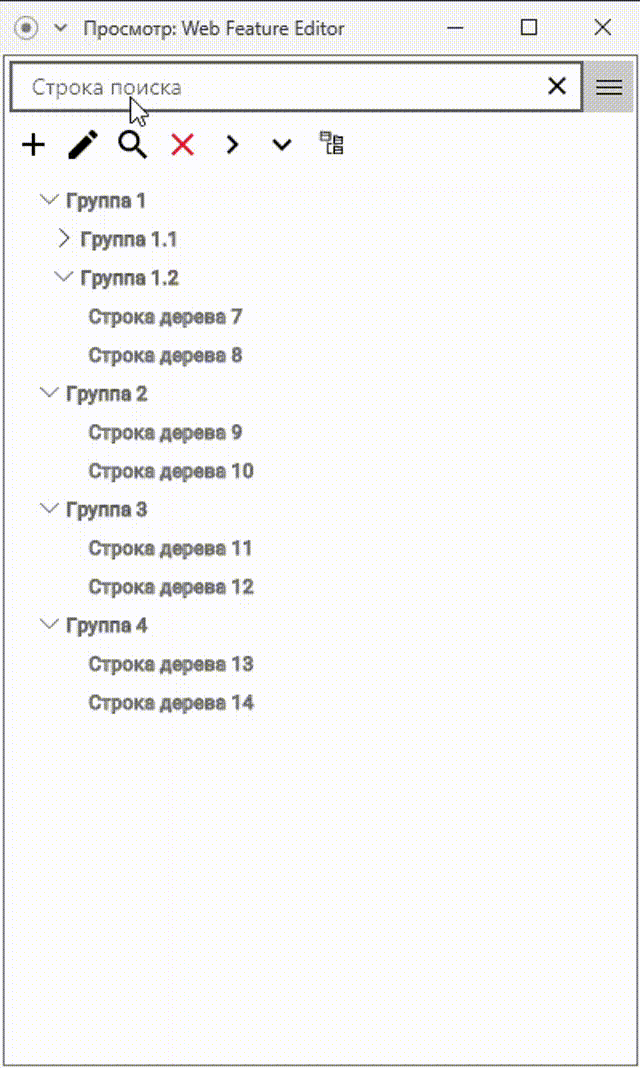 Просмотр: Web Feature Editor
Строка поиска
Группа 1
Группа 1.1
Группа 1.2
Строка дерева 7
Строка дерева 8
Группа 2
Строка дерева 9
Строка дерева 10
Группа 3
Строка дерева 11
Строка дерева 12
Группа 4
Строка дерева 13
Строка дерева 14